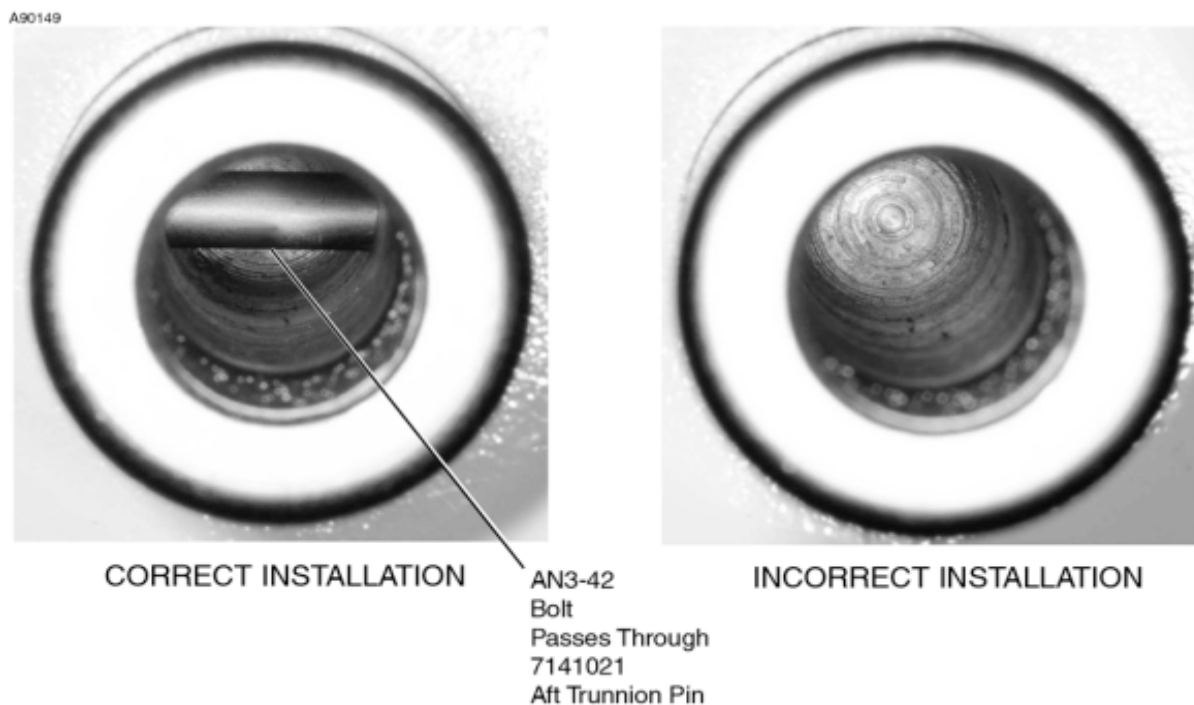 A90149
CORRECT INSTALLATION
INCORRECT INSTALLATION
AN3-42
Bolt
Passes Through
7141021
Aft Trunnion Pin